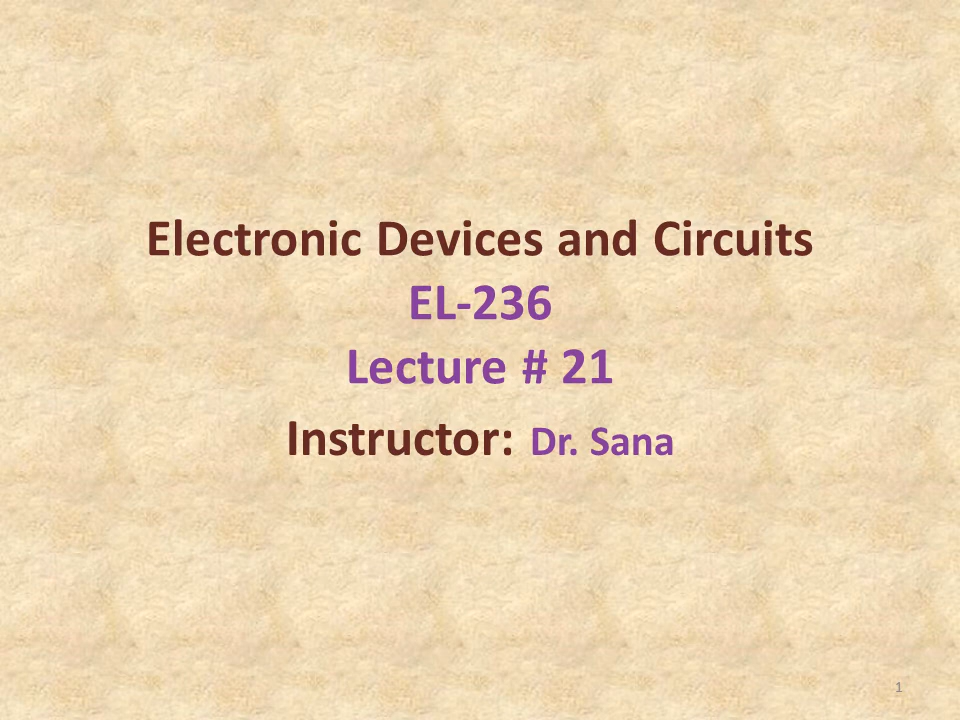 Electronic Devices and Circuits
EL-236
Lecture # 21
Instructor: Dr. Sana
1